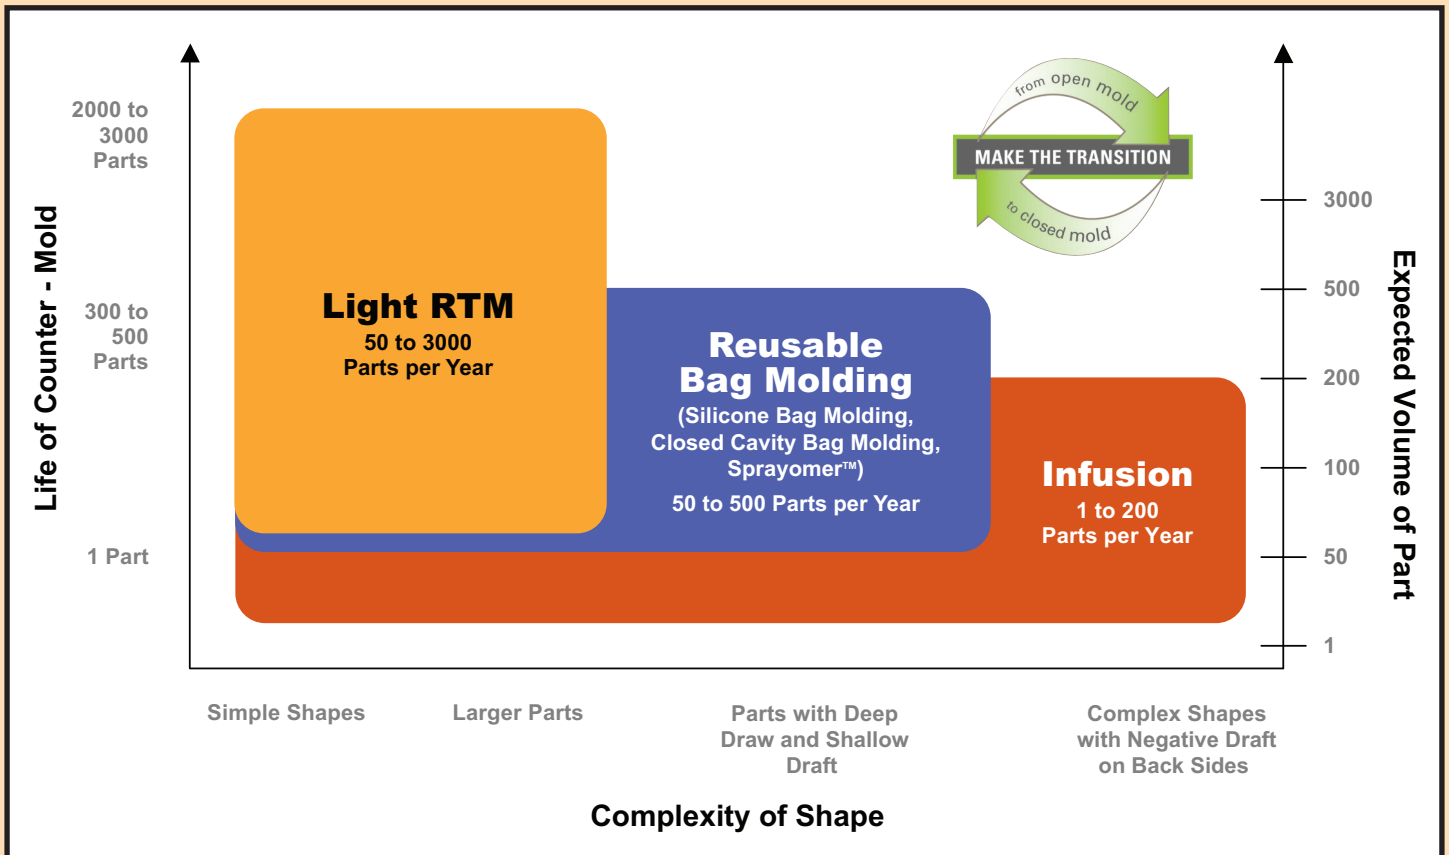 from open mold
MAKE THE TRANSITION
to closed mold
Life of Counter - Mold
2000 to
3000
Parts
300 to
500
Parts
1 Part
Light RTM
50 to 3000
Parts per Year
Reusable
Bag Molding
(Silicone Bag Molding,
Closed Cavity Bag Molding,
Sprayomer™)
50 to 500 Parts per Year
Infusion
1 to 200
Parts per Year
3000
500
200
100
50
1
Expected Volume of Part
Simple Shapes
Larger Parts
Parts with Deep
Draw and Shallow
Draft
Complex Shapes
with Negative Draft
on Back Sides
Complexity of Shape